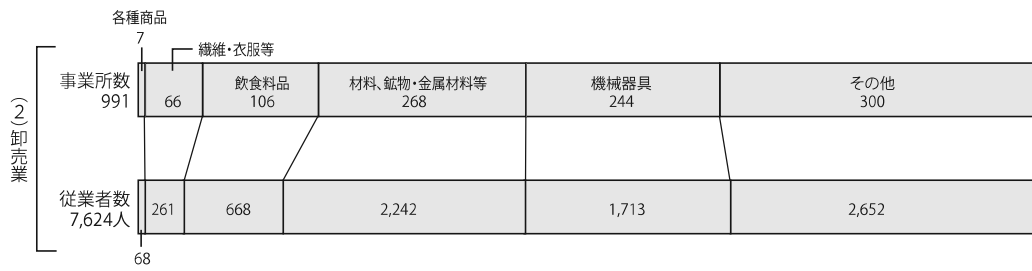 (2)卸売業
各種商品
7
繊維・衣服等
事業所数
991
66
飲食料品
106
材料、鉱物・金属材料等
268
機械器具
244
その他
300
従業者数
7,624人
261
668
2,242
1,713
2,652
68